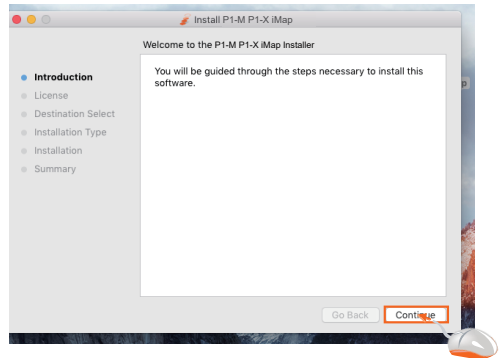 Install P1-M P1-X iMap
Welcome to the P1-M P1-X iMap Installer
Introduction
License
Destination Select
Installation Type
Installation
Summary
You will be guided through the steps necessary to install this
software.
Go Back
Continue